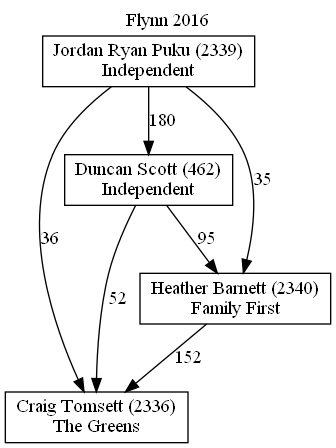 Flynn 2016
Jordan Ryan Puku (2339)
Independent
180
Duncan Scott (462)
Independent
35
36
52
95
Heather Barnett (2340)
Family First
152
Craig Tomsett (2336)
The Greens